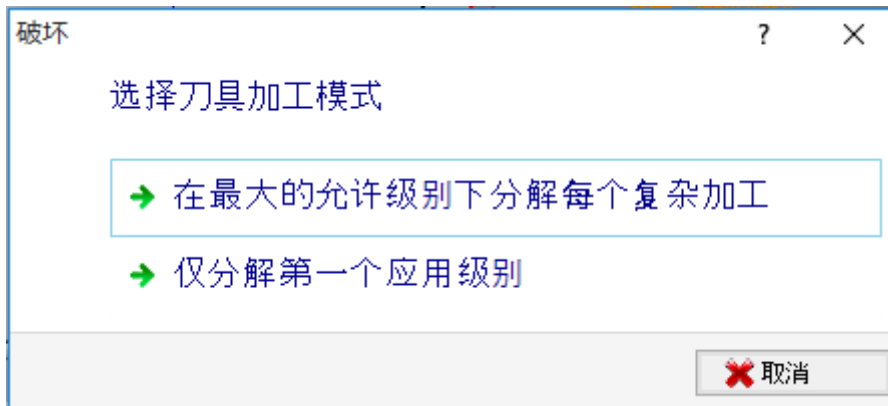 破坏
?
选择刀具加工模式
在最大的允许级别下分解每个复杂加工
仅分解第一个应用级别
取消